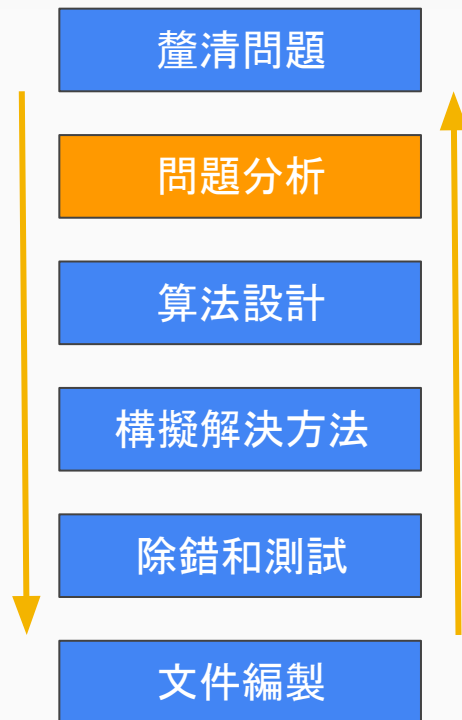 釐清問題
問題分析
算法設計
構擬解決方法
除錯和測試
文件編製